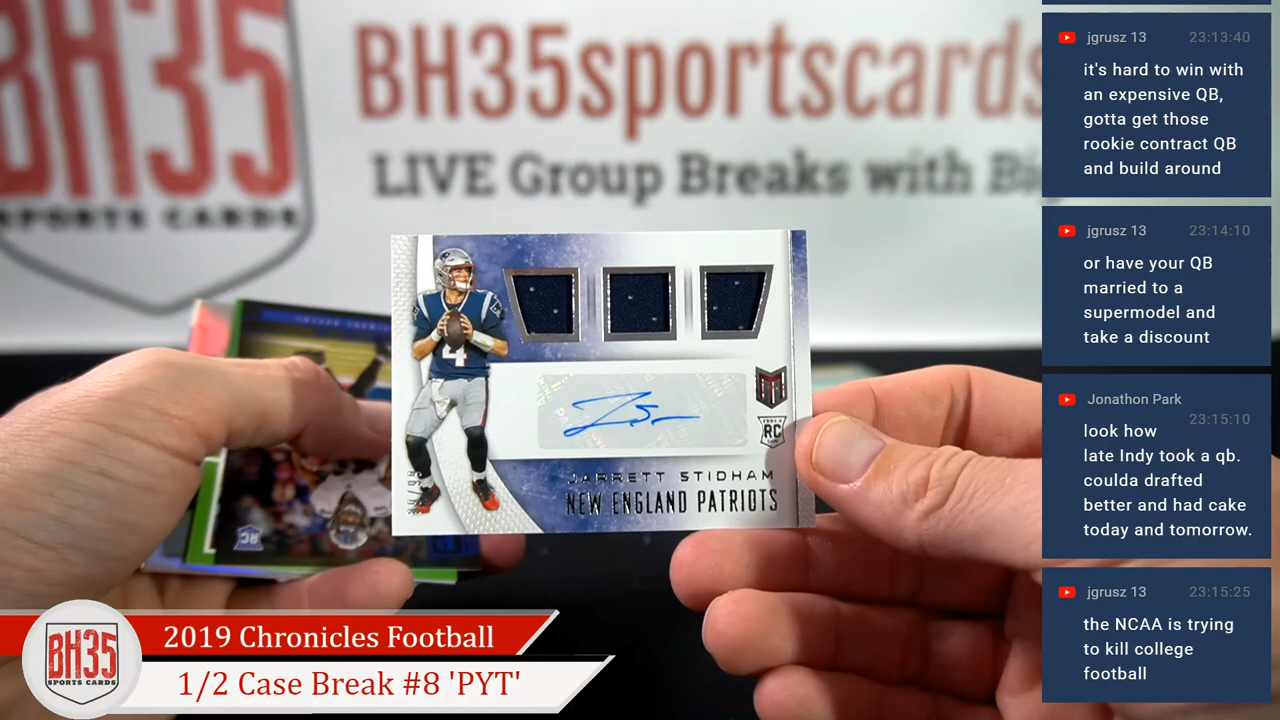 BH35
SPORTS CARDS
BH35sportscards
LIVE Group Breaks with
4
RC
JARRETT STIDHAM
NEW ENGLAND PATRIOTS
RC
BH35
SPORTS CARDS
2019 Chronicles Football
1/2 Case Break #8 'PYT'
jgrusz 13 23:13:40
it's hard to win with
an expensive QB,
gotta get those
rookie contract QB
and build around
jgrusz 13 23:14:10
or have your QB
married to a
supermodel and
take a discount
Jonathon Park
23:15:10
look how
late Indy took a qb.
coulda drafted
better and had cake
today and tomorrow.
jgrusz 13 23:15:25
the NCAA is trying
to kill college
football